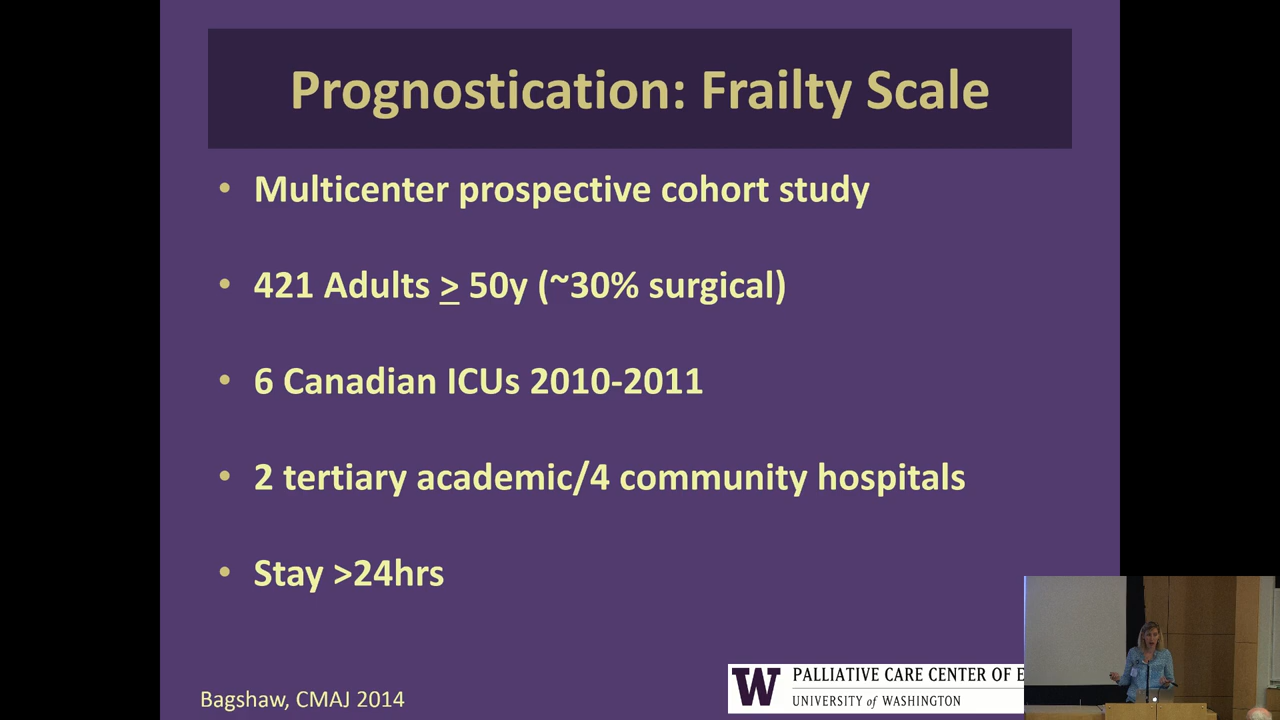 Prognostication: Frailty Scale
• Multicenter prospective cohort study
• 421 Adults ≥ 50y (~30% surgical)
• 6 Canadian ICUs 2010-2011
• 2 tertiary academic/4 community hospitals
• Stay >24hrs
Bagshaw, CMAJ 2014
W PALLIATIVE CARE CENTER OF E
UNIVERSITY of WASHINGTON